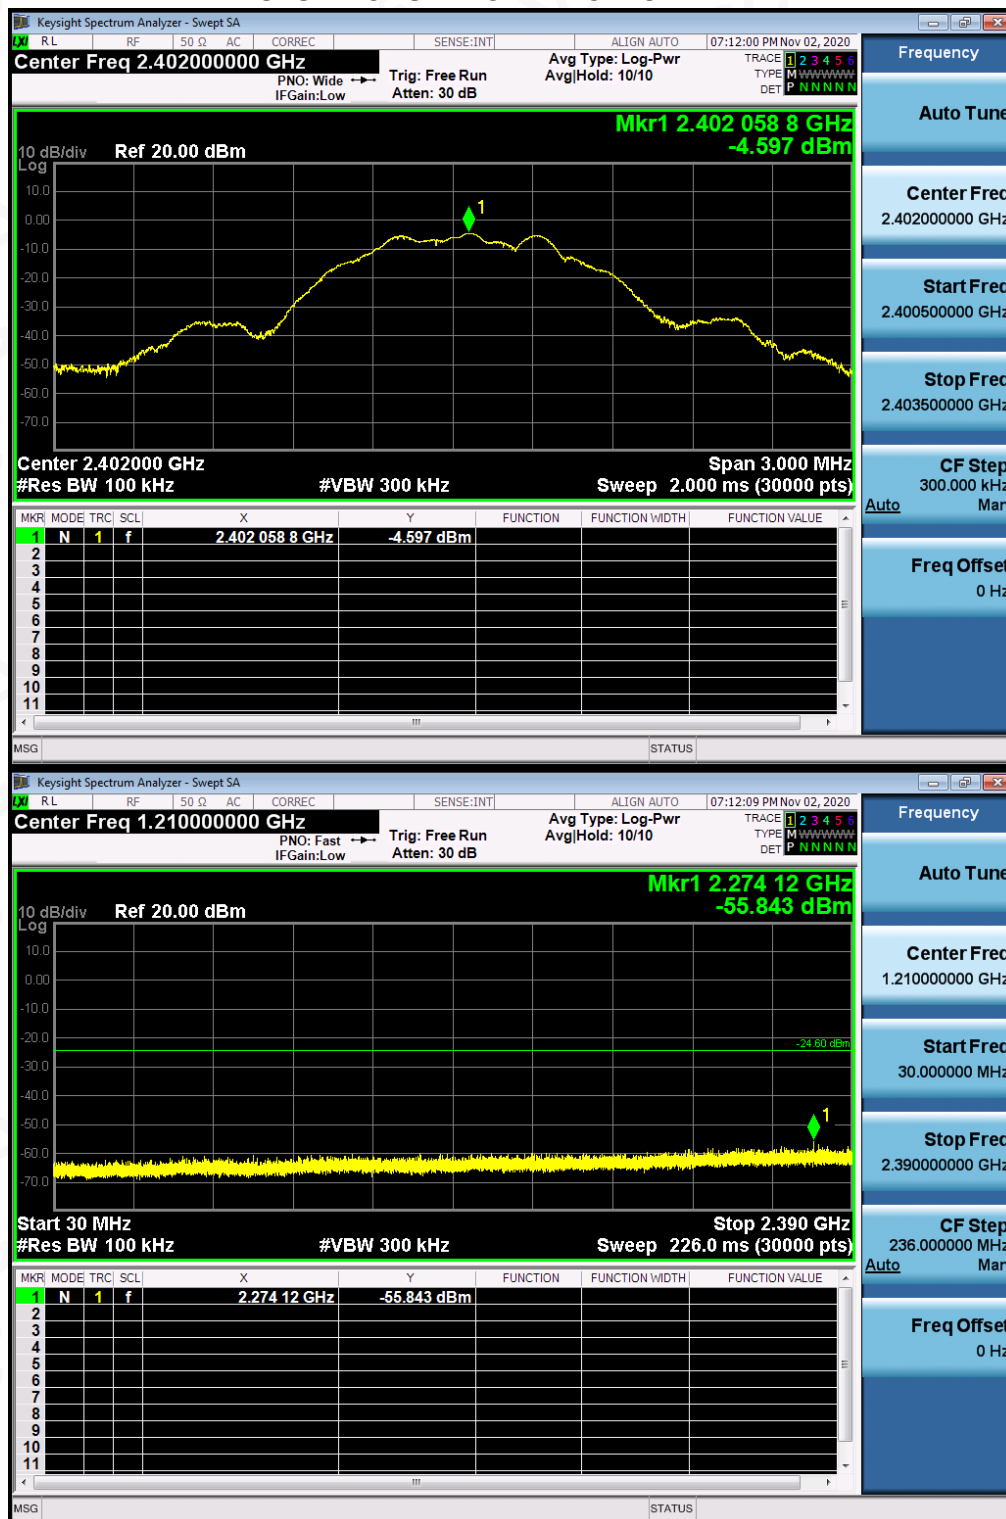 Keysight Spectrum Analyzer - Swept SA
LXI RL RF 50 Ω AC CORREC SENSE:INT ALIGN AUTO 07:12:00 PM Nov 02, 2020
Center Freq 2.402000000 GHz
PNO: Wide
IFGain:Low
Trig: Free Run
Atten: 30 dB
Avg Type: Log-Pwr
Avg|Hold: 10/10
TRACE 1 2 3 4 5 6
TYPE M WWWWW
DET P N N N N N
Mkr1 2.402 058 8 GHz
-4.597 dBm
10 dB/div Ref 20.00 dBm
Log
10.0
0.00
-10.0
-20.0
-30.0
-40.0
-50.0
-60.0
-70.0
1
Center 2.402000 GHz Span 3.000 MHz
#Res BW 100 kHz #VBW 300 kHz Sweep 2.000 ms (30000 pts)
MKR MODE TRC SCL X Y FUNCTION FUNCTION WIDTH FUNCTION VALUE
1 N 1 f 2.402 058 8 GHz -4.597 dBm
2
3
4
5
6
7
8
9
10
11
MSG STATUS
Frequency
Auto Tune
Center Freq
2.402000000 GHz
Start Freq
2.400500000 GHz
Stop Freq
2.403500000 GHz
CF Step
300.000 kHz
Auto Man
Freq Offset
0 Hz
Keysight Spectrum Analyzer - Swept SA
LXI RL RF 50 Ω AC CORREC SENSE:INT ALIGN AUTO 07:12:09 PM Nov 02, 2020
Center Freq 1.210000000 GHz
PNO: Fast
IFGain:Low
Trig: Free Run
Atten: 30 dB
Avg Type: Log-Pwr
Avg|Hold: 10/10
TRACE 1 2 3 4 5 6
TYPE M WWWWW
DET P N N N N N
Mkr1 2.274 12 GHz
-55.843 dBm
10 dB/div Ref 20.00 dBm
Log
10.0
0.00
-10.0
-20.0
-30.0
-40.0
-50.0
-60.0
-70.0
-24.60 dBm
1
Start 30 MHz Stop 2.390 GHz
#Res BW 100 kHz #VBW 300 kHz Sweep 226.0 ms (30000 pts)
MKR MODE TRC SCL X Y FUNCTION FUNCTION WIDTH FUNCTION VALUE
1 N 1 f 2.274 12 GHz -55.843 dBm
2
3
4
5
6
7
8
9
10
11
MSG STATUS
Frequency
Auto Tune
Center Freq
1.210000000 GHz
Start Freq
30.000000 MHz
Stop Freq
2.390000000 GHz
CF Step
236.000000 MHz
Auto Man
Freq Offset
0 Hz